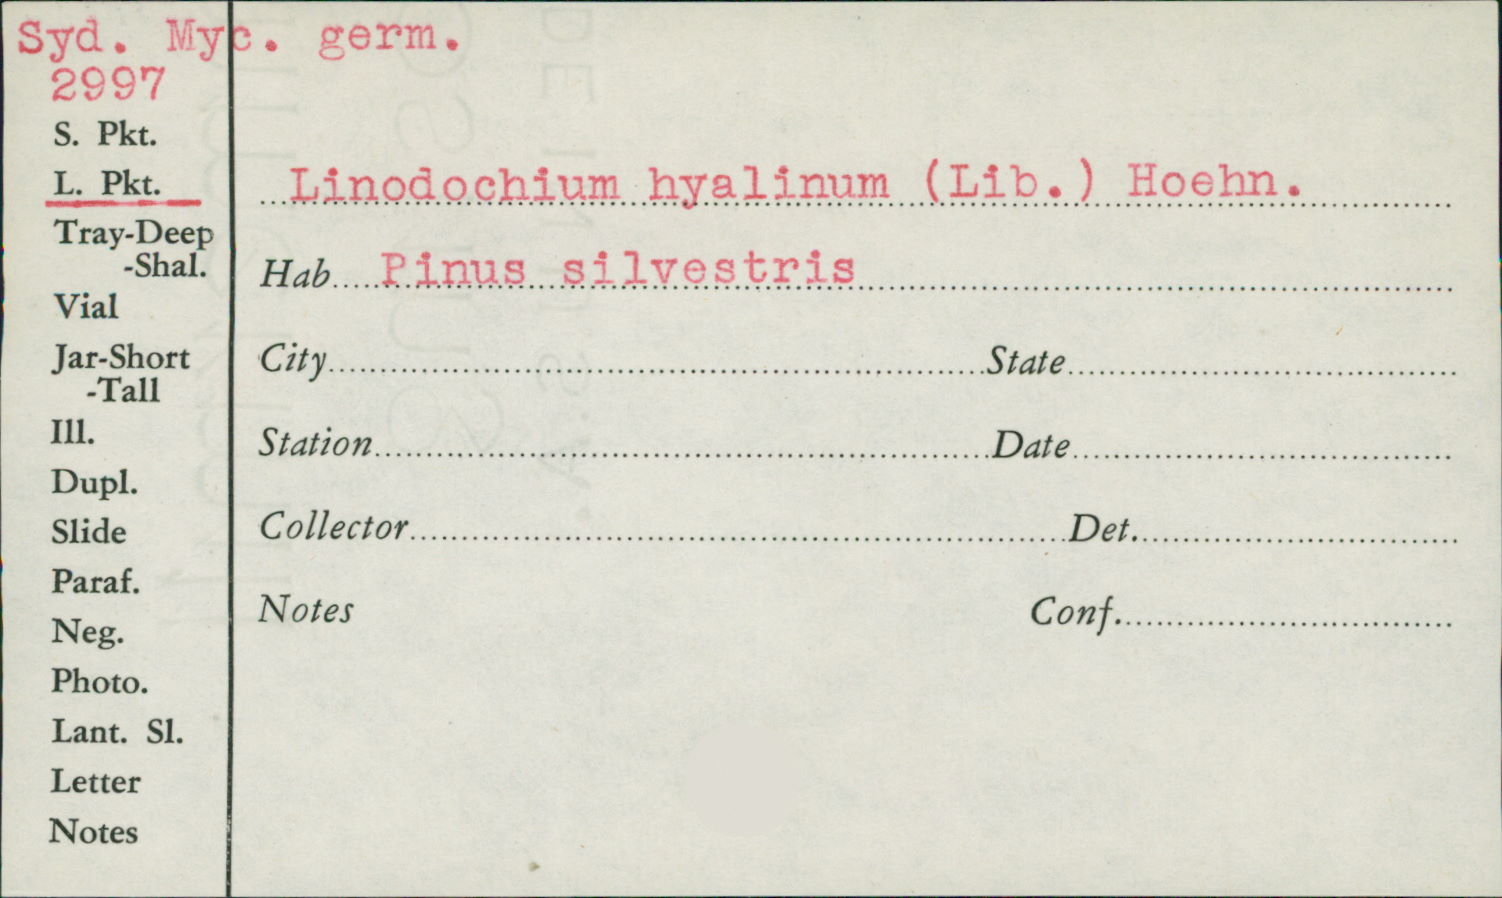 Syd. Myc. germ.
2997
S. Pkt.
L. Pkt.
Tray-Deep
-Shal.
Vial
Jar-Short
-Tall
Ill.
Dupl.
Slide
Paraf.
Neg.
Photo.
Lant. Sl.
Letter
Notes
Linodochium hyalinum (Lib.) Hoehn.
Hab Pinus silvestris
City State
Station Date
Collector Det.
Notes Conf.